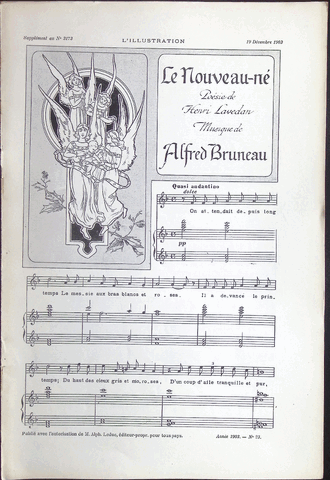 Supplément au Nº 3173
L'ILLUSTRATION
19 Décembre 1903
Le Nouveau-né
Poésie de
Henri Lavedan
Musique de
Alfred Bruneau
Quasi andantino
dolce
On at. ten. dait de. puis long
pp
temps Le mes. sie aux bras blancs et ro. ses. Il a de. vancé le prin.
temps; Du haut des cieux gris et mo. ro. ses, D'un coup d'aile tranquille et pur,
Publié avec l'autorisation de M. Alph. Leduc, éditeur-propr. pour tous pays.
Année 1903. — Nº 73.